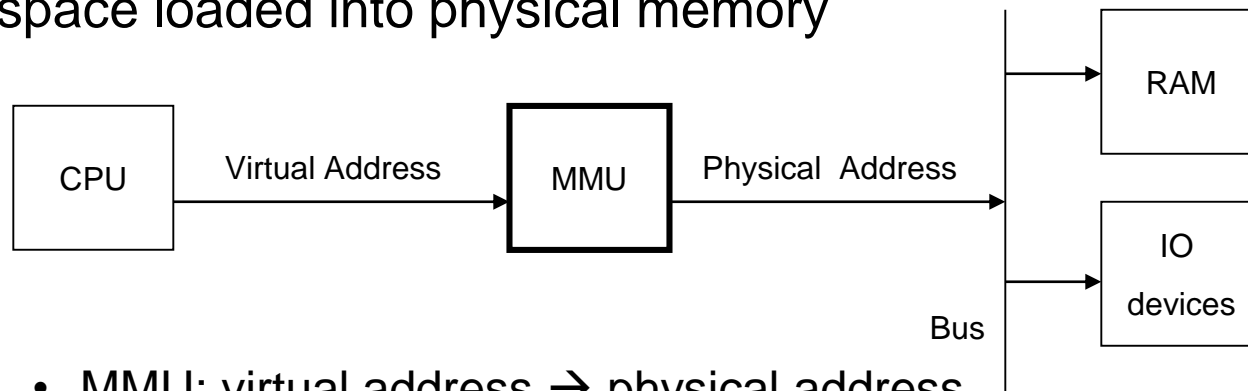 space loaded into physical memory
RAM
CPU
Virtual Address
MMU
Physical Address
IO
devices
Bus
• MMU: virtual address → physical address